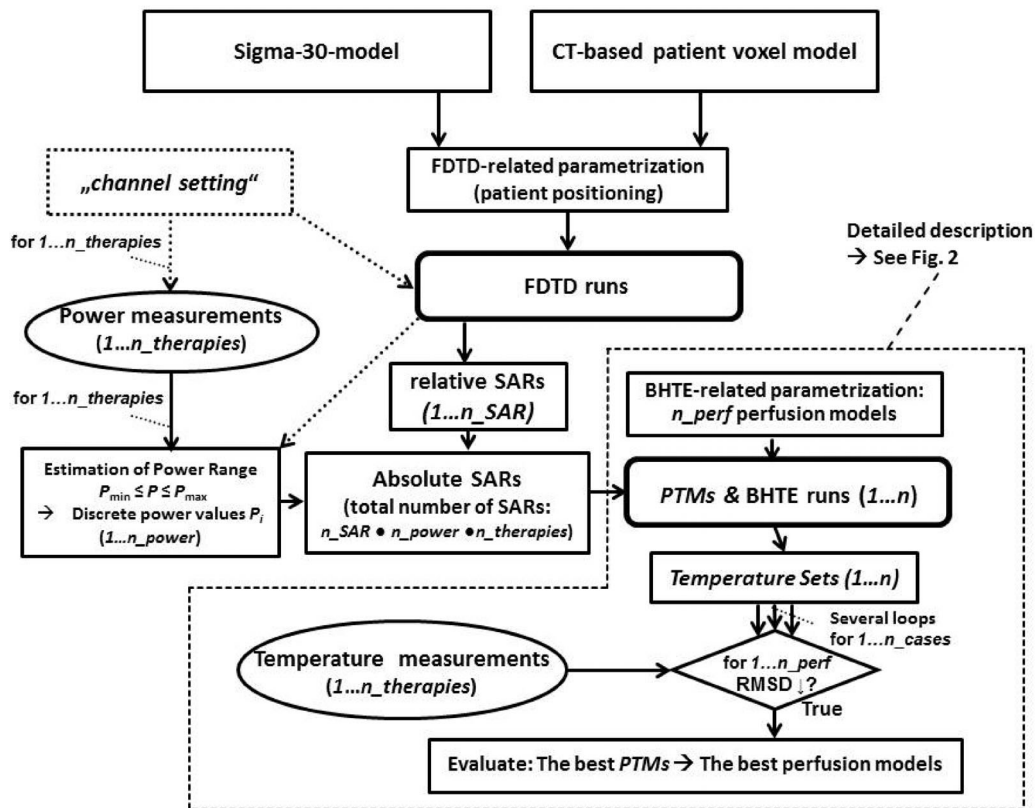 Sigma-30-model
CT-based patient voxel model
FDTD-related parametrization
(patient positioning)
„channel setting“
for 1...n_therapies
Detailed description
→ See Fig. 2
FDTD runs
Power measurements
(1...n_therapies)
relative SARs
(1...n_SAR)
for 1...n_therapies
BHTE-related parametrization:
n_perf perfusion models
Estimation of Power Range
Pmin ≤ P ≤ Pmax
→ Discrete power values Pi
(1...n_power)
Absolute SARs
(total number of SARs:
n_SAR ● n_power ●n_therapies)
PTMs & BHTE runs (1...n)
Temperature Sets (1...n)
Several loops
for 1...n_cases
Temperature measurements
(1...n_therapies)
for 1...n_perf
RMSD ↓?
True
Evaluate: The best PTMs → The best perfusion models